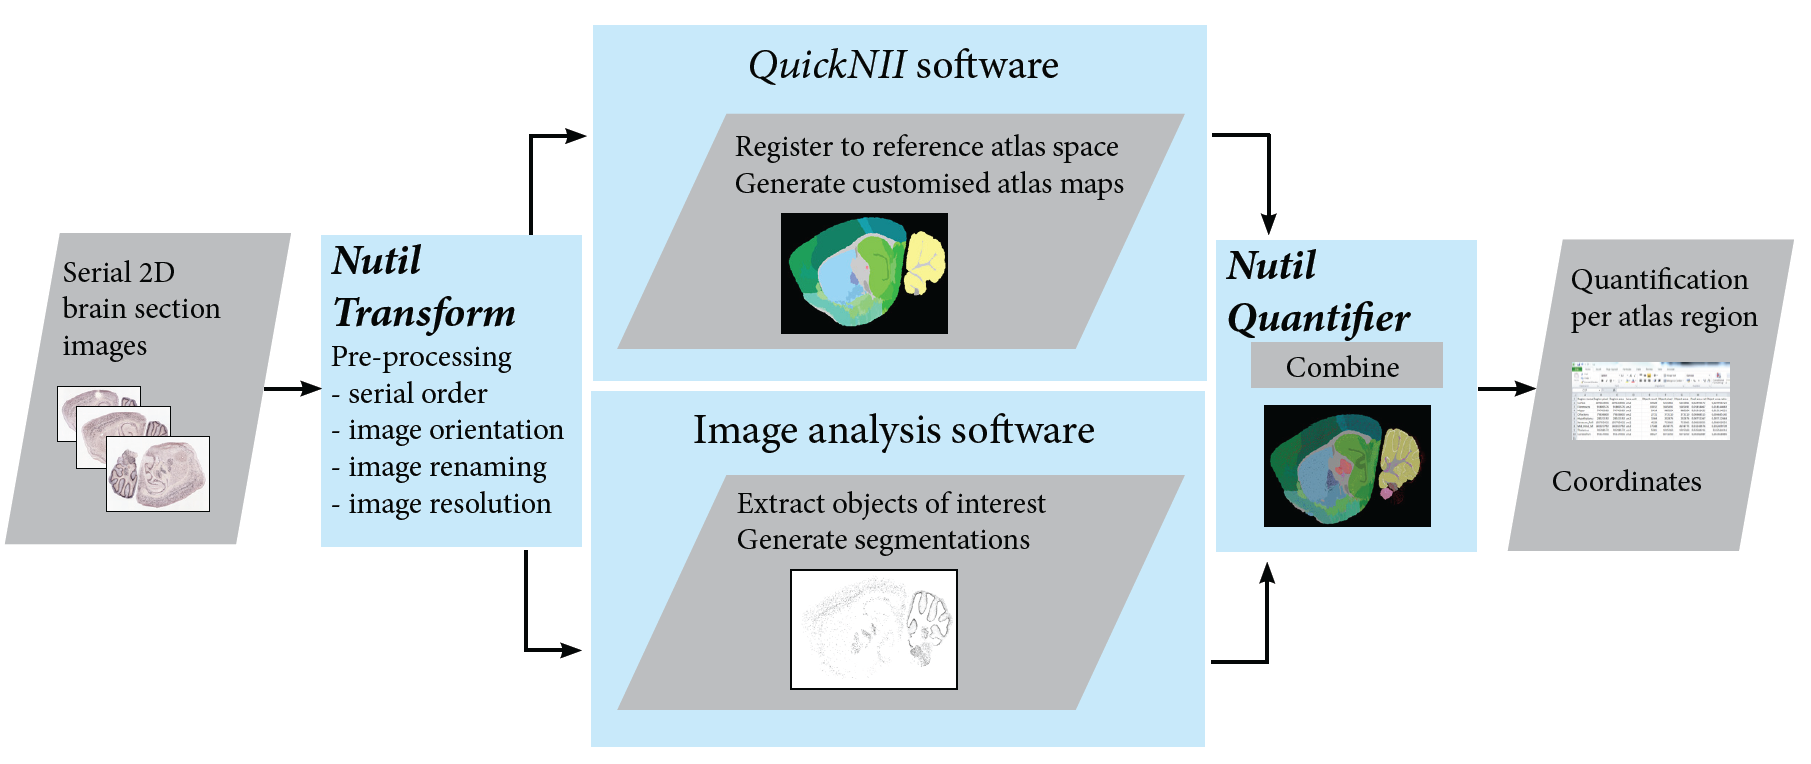 Serial 2D
brain section
images
Nutil
Transform
Pre-processing
- serial order
- image orientation
- image renaming
- image resolution
QuickNII software
Register to reference atlas space
Generate customised atlas maps
Image analysis software
Extract objects of interest
Generate segmentations
Nutil
Quantifier
Combine
Quantification
per atlas region
Coordinates